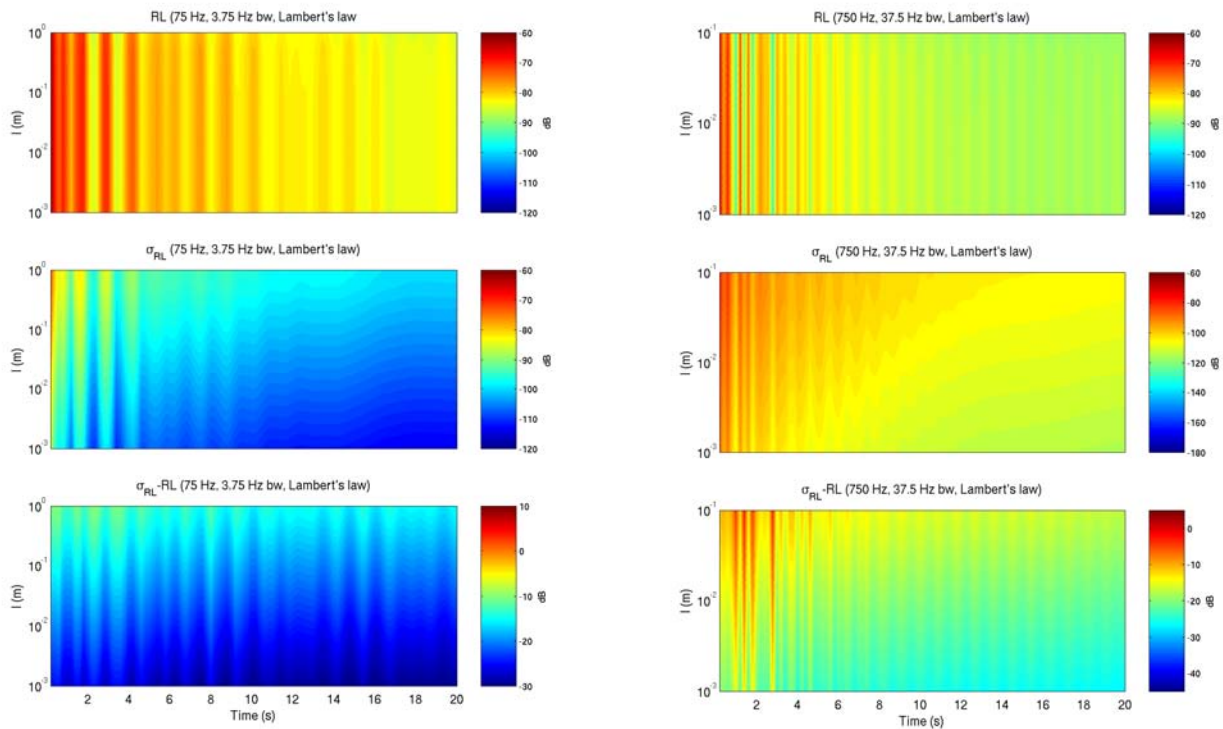 RL (75 Hz, 3.75 Hz bw, Lambert's law
10^0
10^-1
10^-2
10^-3
l (m)
-60
-70
-80
-90
-100
-110
-120
dB
RL (750 Hz, 37.5 Hz bw, Lambert's law)
10^-1
10^-2
10^-3
l (m)
-60
-70
-80
-90
-100
-110
-120
dB
σRL (75 Hz, 3.75 Hz bw, Lambert's law)
10^0
10^-1
10^-2
10^-3
l (m)
-60
-70
-80
-90
-100
-110
-120
dB
σRL (750 Hz, 37.5 Hz bw, Lambert's law)
10^-1
10^-2
10^-3
l (m)
-60
-80
-100
-120
-140
-160
-180
dB
σRL-RL (75 Hz, 3.75 Hz bw, Lambert's law)
10^0
10^-1
10^-2
10^-3
l (m)
2 4 6 8 10 12 14 16 18 20
Time (s)
10
0
-10
-20
-30
dB
σRL-RL (750 Hz, 37.5 Hz bw, Lambert's law)
10^-1
10^-2
10^-3
l (m)
2 4 6 8 10 12 14 16 18 20
Time (s)
0
-10
-20
-30
-40
dB